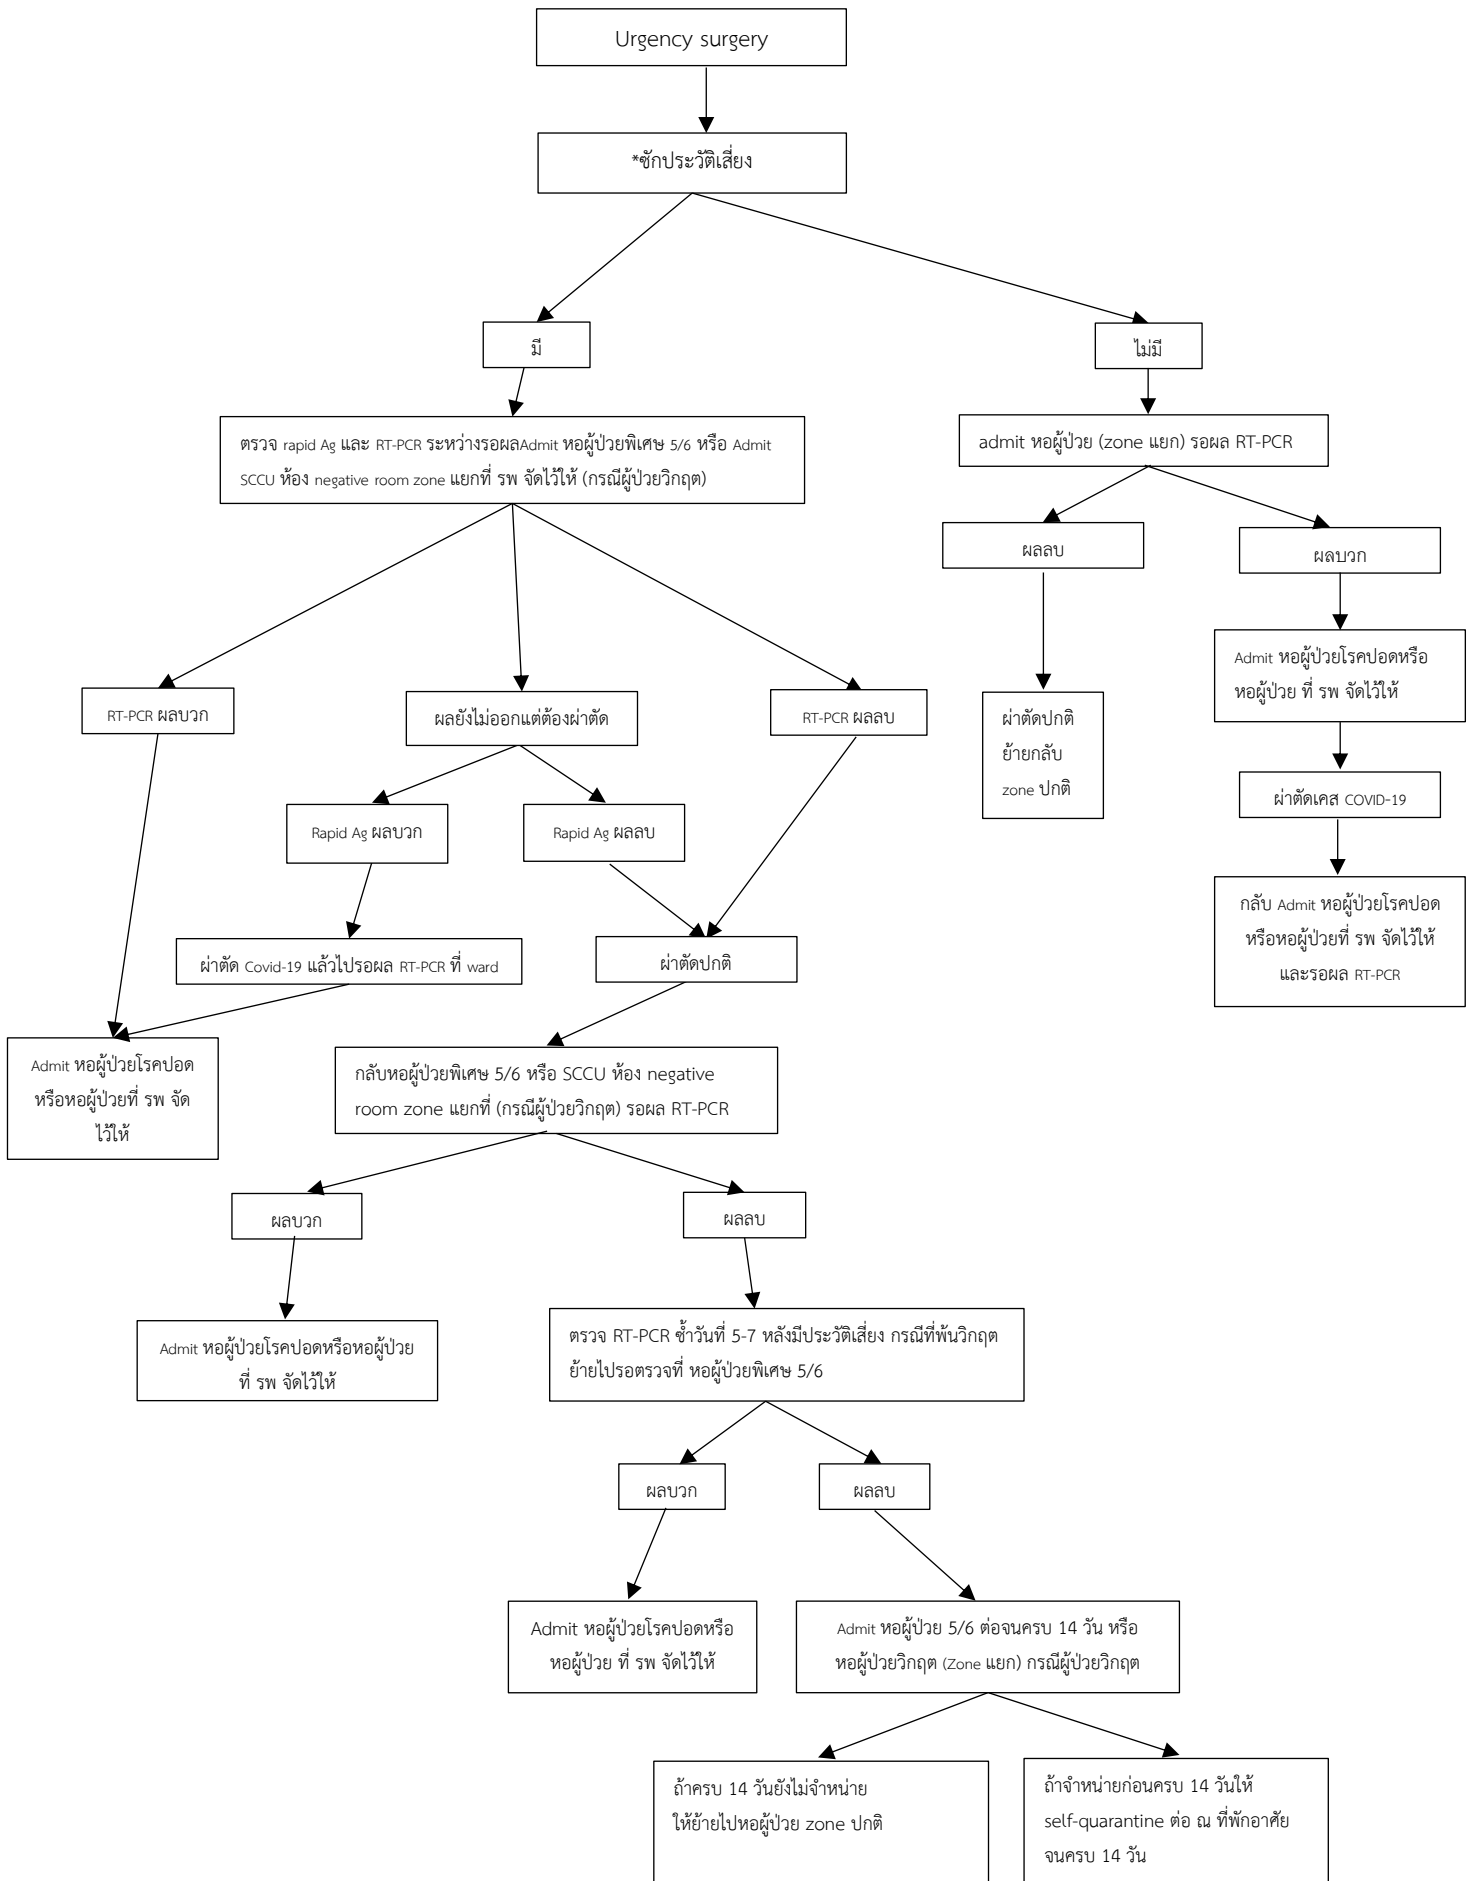 Urgency surgery
*ซักประวัติเสี่ยง
มี
ไม่มี
ตรวจ rapid Ag และ RT-PCR ระหว่างรอผลAdmit หอผู้ป่วยพิเศษ 5/6 หรือ Admit
SCCU ห้อง negative room zone แยกที่ รพ จัดไว้ให้ (กรณีผู้ป่วยวิกฤต)
admit หอผู้ป่วย (zone แยก) รอผล RT-PCR
ผลลบ
ผลบวก
Admit หอผู้ป่วยโรคปอดหรือ
หอผู้ป่วย ที่ รพ จัดไว้ให้
RT-PCR ผลบวก
ผลยังไม่ออกแต่ต้องผ่าตัด
RT-PCR ผลลบ
ผ่าตัดปกติ
ย้ายกลับ
zone ปกติ
ผ่าตัดเคส COVID-19
Rapid Ag ผลบวก
Rapid Ag ผลลบ
กลับ Admit หอผู้ป่วยโรคปอด
หรือหอผู้ป่วยที่ รพ จัดไว้ให้
และรอผล RT-PCR
ผ่าตัด Covid-19 แล้วไปรอผล RT-PCR ที่ ward
ผ่าตัดปกติ
Admit หอผู้ป่วยโรคปอด
หรือหอผู้ป่วยที่ รพ จัด
ไว้ให้
กลับหอผู้ป่วยพิเศษ 5/6 หรือ SCCU ห้อง negative
room zone แยกที่ (กรณีผู้ป่วยวิกฤต) รอผล RT-PCR
ผลบวก
ผลลบ
Admit หอผู้ป่วยโรคปอดหรือหอผู้ป่วย
ที่ รพ จัดไว้ให้
ตรวจ RT-PCR ซ้ำวันที่ 5-7 หลังมีประวัติเสี่ยง กรณีที่พ้นวิกฤต
ย้ายไปรอตรวจที่ หอผู้ป่วยพิเศษ 5/6
ผลบวก
ผลลบ
Admit หอผู้ป่วยโรคปอดหรือ
หอผู้ป่วย ที่ รพ จัดไว้ให้
Admit หอผู้ป่วย 5/6 ต่อจนครบ 14 วัน หรือ
หอผู้ป่วยวิกฤต (Zone แยก) กรณีผู้ป่วยวิกฤต
ถ้าครบ 14 วันยังไม่จำหน่าย
ให้ย้ายไปหอผู้ป่วย zone ปกติ
ถ้าจำหน่ายก่อนครบ 14 วันให้
self-quarantine ต่อ ณ ที่พักอาศัย
จนครบ 14 วัน